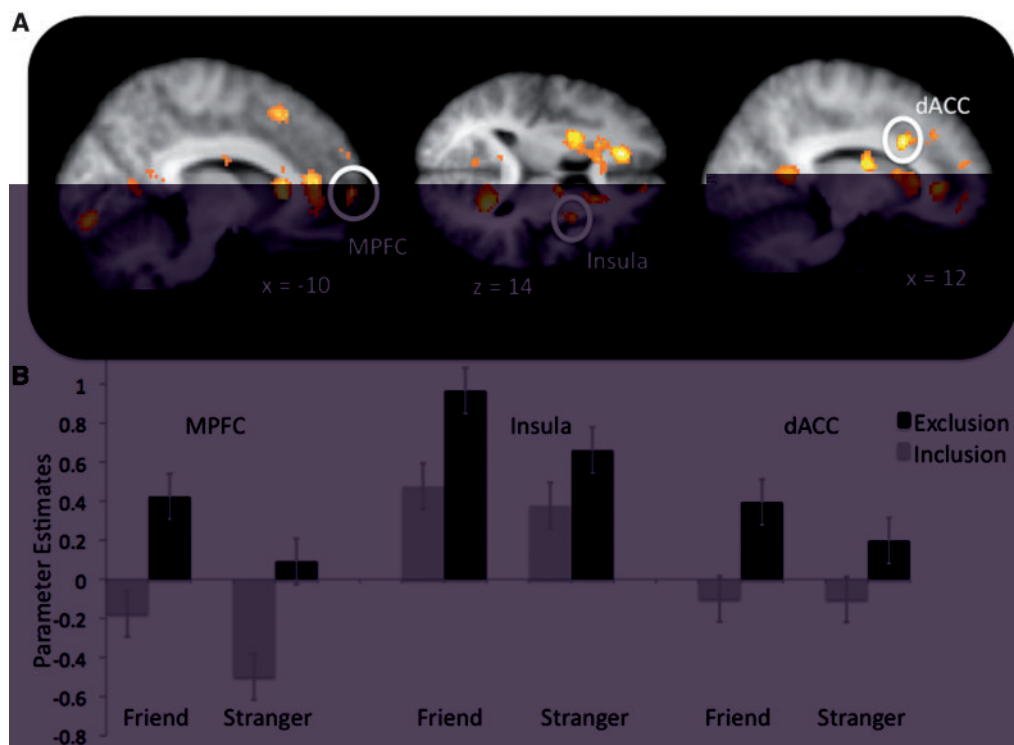 A
dACC
MPFC
Insula
x = -10
z = 14
x = 12
B
1
0.8
0.6
0.4
0.2
0
-0.2
-0.4
-0.6
-0.8
Parameter Estimates
MPFC
Insula
dACC
Exclusion
Inclusion
Friend Stranger Friend Stranger Friend Stranger